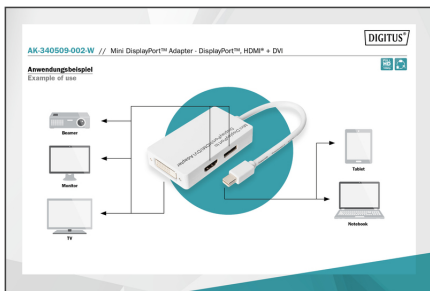 DIGITUS®
AK-340509-002-W // Mini DisplayPort™ Adapter - DisplayPort™, HDMI® + DVI
Anwendungsbeispiel
Example of use
HD
Beamer
Monitor
TV
Tablet
Notebook